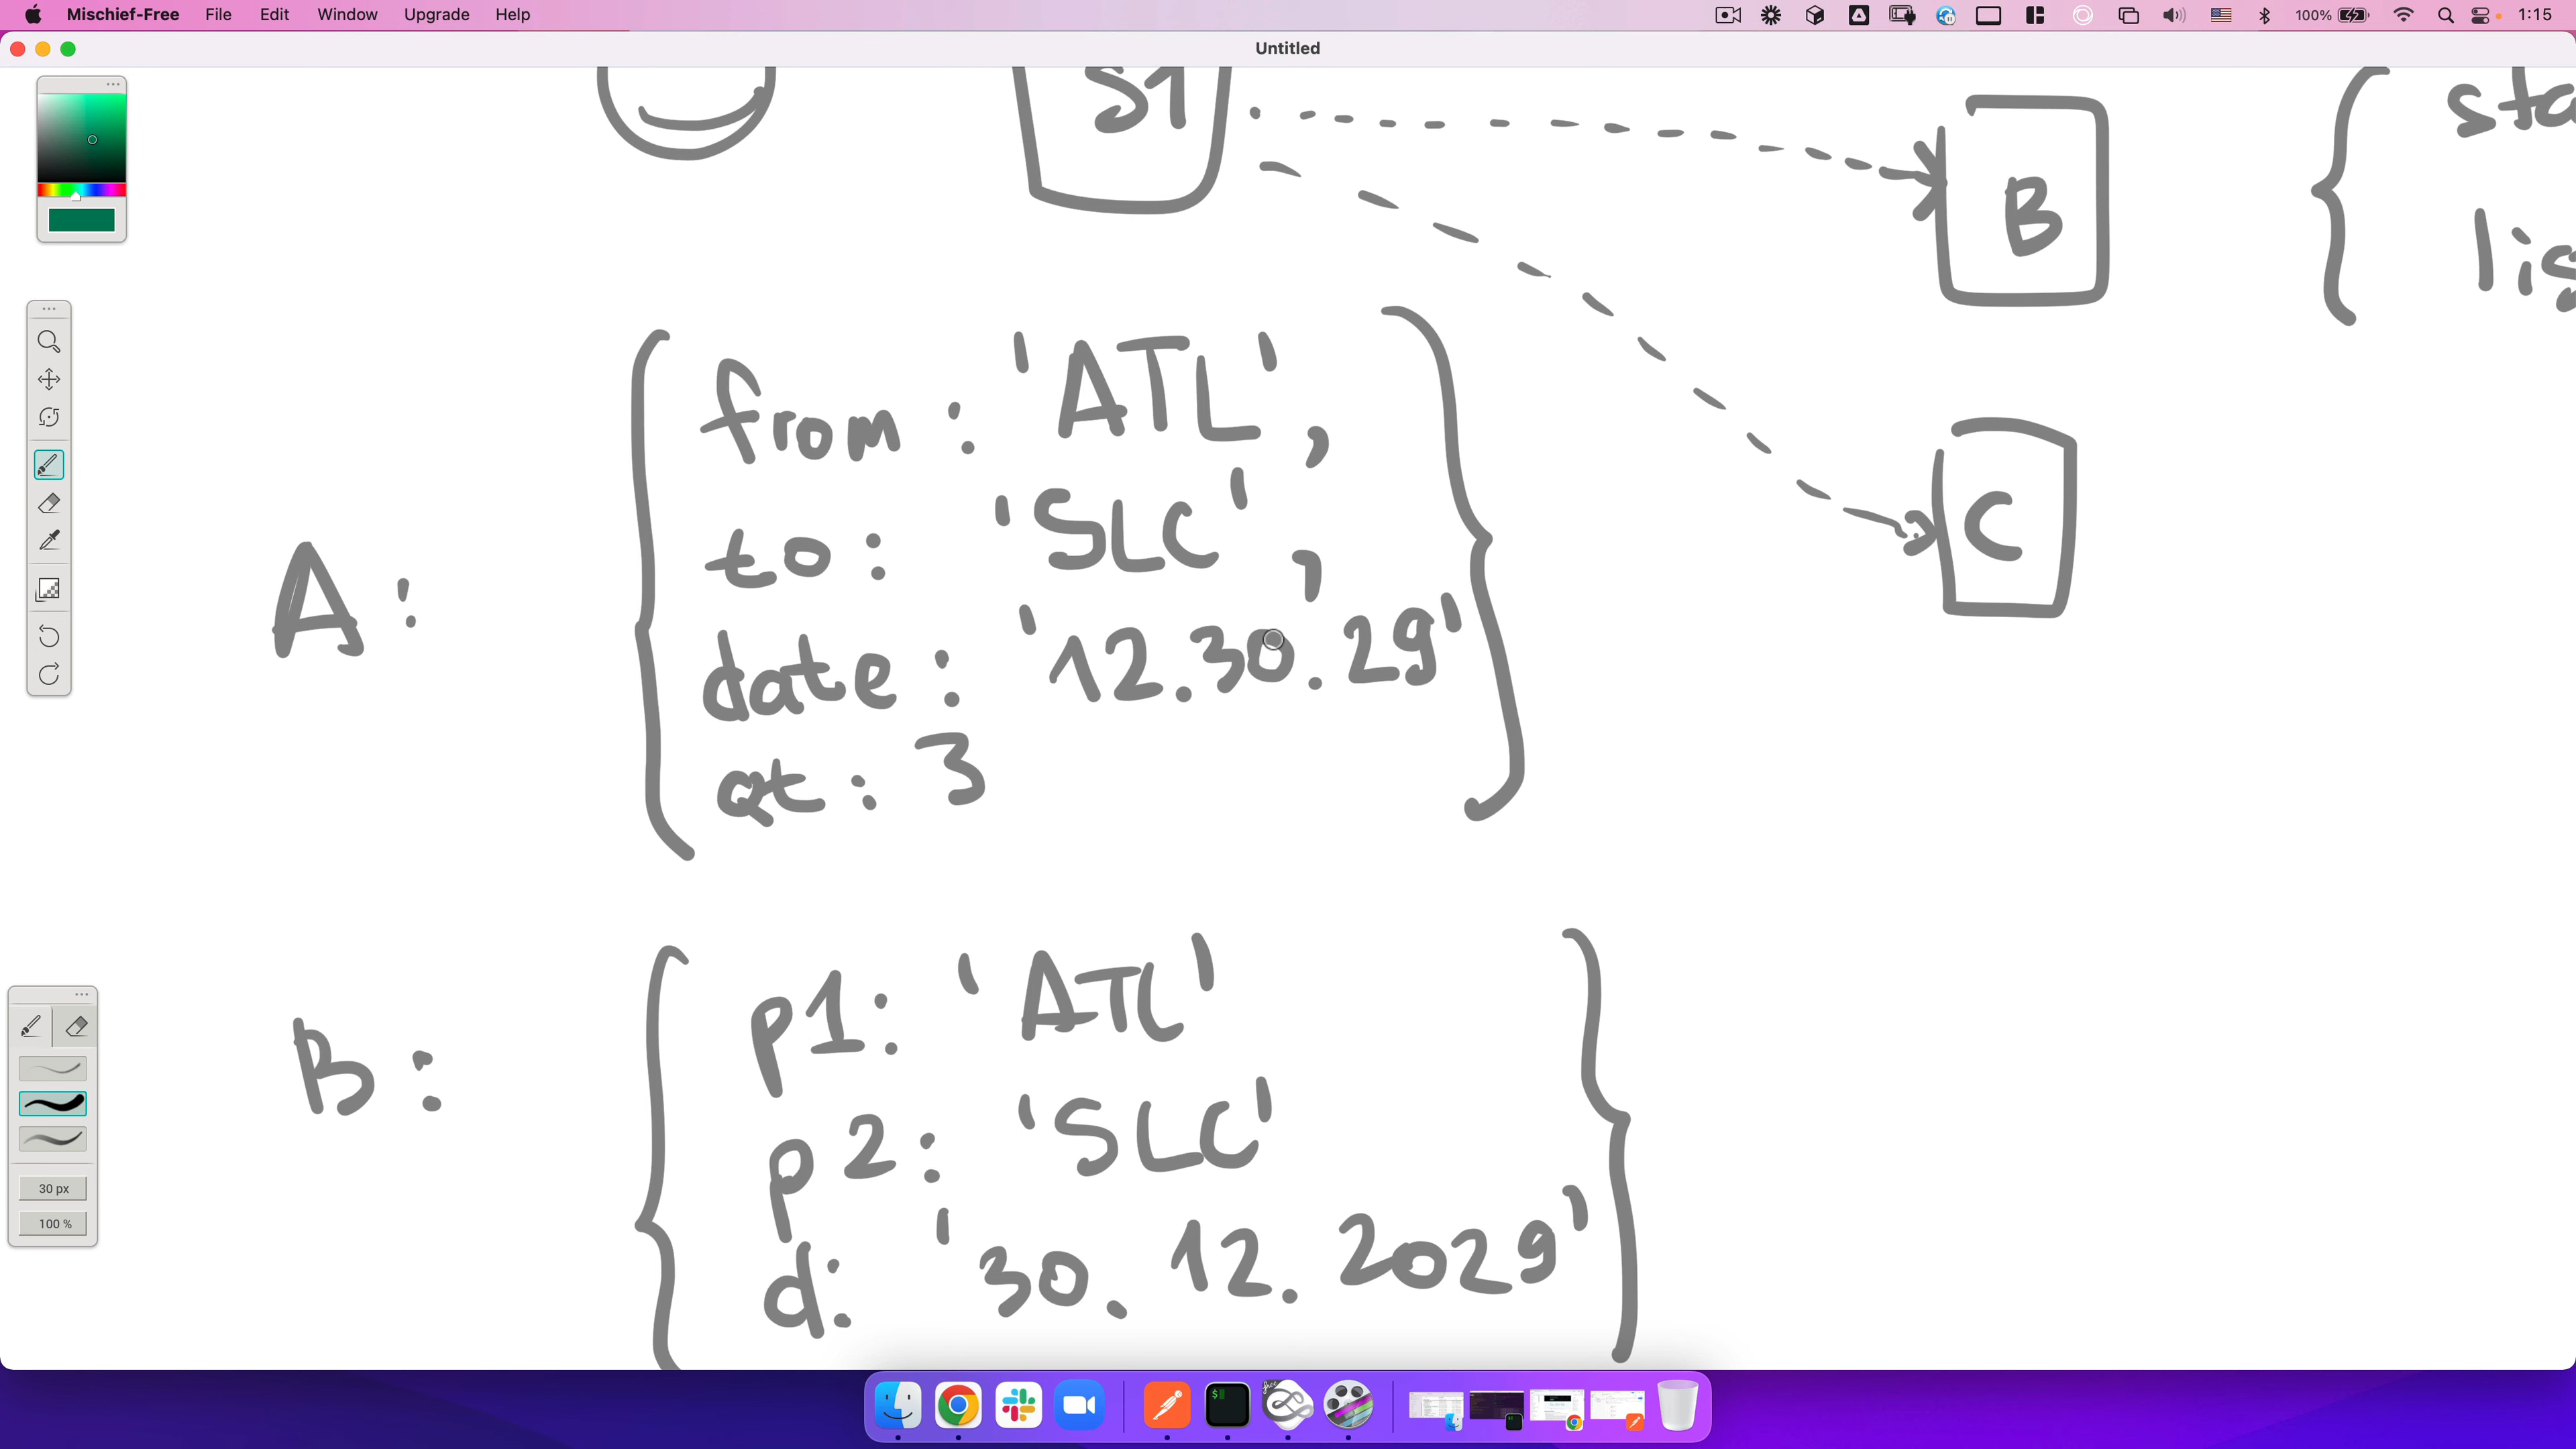 Mischief-Free File Edit Window Upgrade Help 100% 1:15
Untitled
S1
B
C
A:
from: 'ATL',
to: 'SLC',
date: '12.30.29'
qt: 3
B:
p1: 'ATL'
p2: 'SLC'
d: '30.12.2029'
30 px
100 %